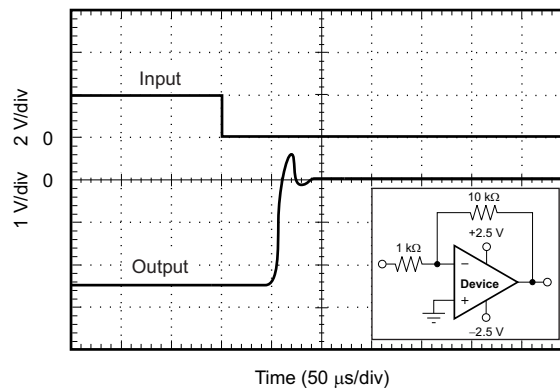 2 V/div
1 V/div
0
0
Input
Output
10 kΩ
+2.5 V
1 kΩ
−
Device
+
−2.5 V
Time (50 μs/div)